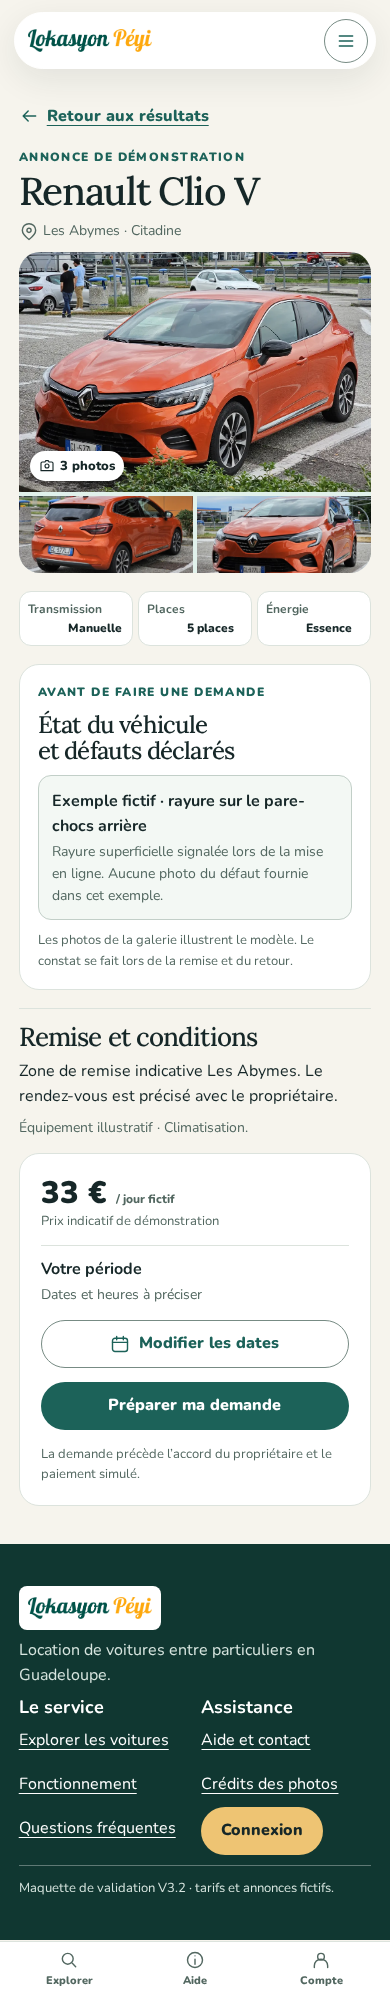 Lokasyon Péyi
Retour aux résultats
ANNONCE DE DÉMONSTRATION
Renault Clio V
Les Abymes · Citadine
3 photos
Transmission
Manuelle
Places
5 places
Énergie
Essence
AVANT DE FAIRE UNE DEMANDE
État du véhicule
et défauts déclarés
Exemple fictif · rayure sur le pare-
chocs arrière
Rayure superficielle signalée lors de la mise
en ligne. Aucune photo du défaut fournie
dans cet exemple.
Les photos de la galerie illustrent le modèle. Le
constat se fait lors de la remise et du retour.
Remise et conditions
Zone de remise indicative Les Abymes. Le
rendez-vous est précisé avec le propriétaire.
Équipement illustratif · Climatisation.
33 € / jour fictif
Prix indicatif de démonstration
Votre période
Dates et heures à préciser
Modifier les dates
Préparer ma demande
La demande précède l’accord du propriétaire et le
paiement simulé.
Lokasyon Péyi
Location de voitures entre particuliers en
Guadeloupe.
Le service
Explorer les voitures
Fonctionnement
Questions fréquentes
Assistance
Aide et contact
Crédits des photos
Connexion
Maquette de validation V3.2 · tarifs et annonces fictifs.
Explorer
Aide
Compte